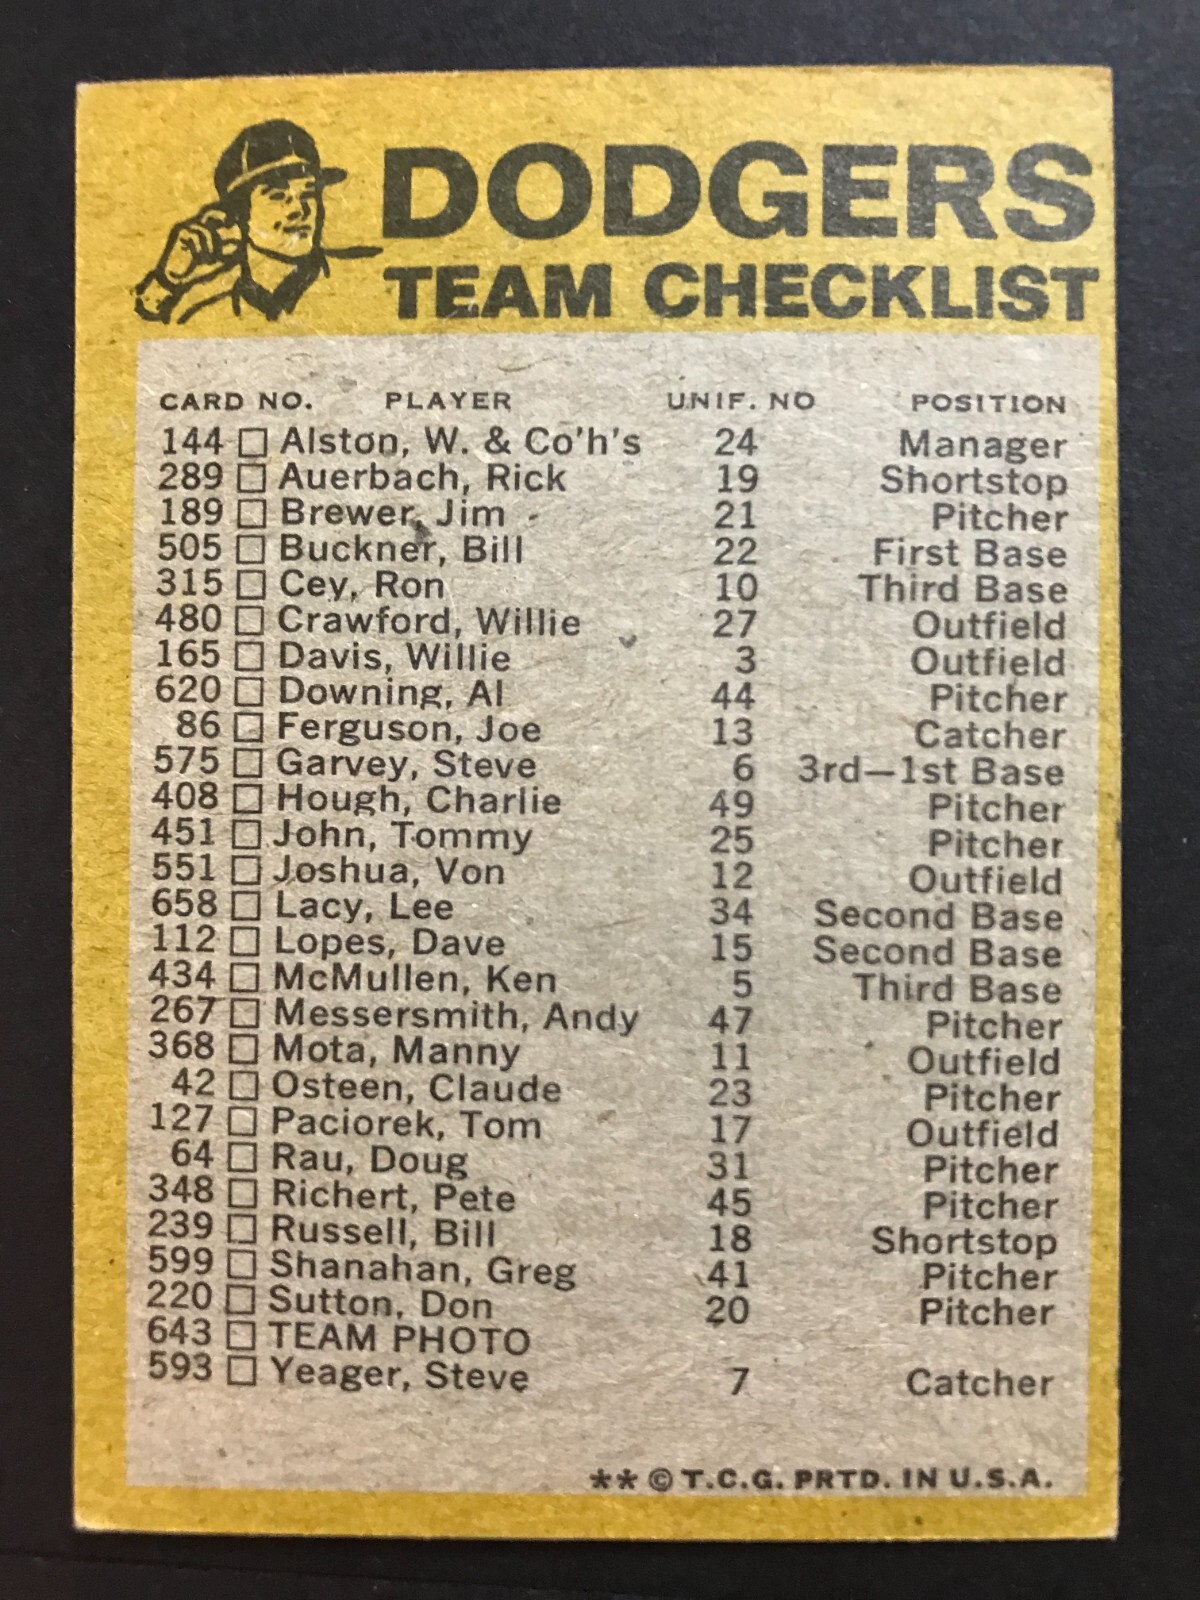 DODGERS
TEAM CHECKLIST
CARD NO. PLAYER UNIF. NO POSITION
144 Alston, W. & Co'h's 24 Manager
289 Auerbach, Rick 19 Shortstop
189 Brewer, Jim 21 Pitcher
505 Buckner, Bill 22 First Base
315 Cey, Ron 10 Third Base
480 Crawford, Willie 27 Outfield
165 Davis, Willie 3 Outfield
620 Downing, Al 44 Pitcher
86 Ferguson, Joe 13 Catcher
575 Garvey, Steve 6 3rd—1st Base
408 Hough, Charlie 49 Pitcher
451 John, Tommy 25 Pitcher
551 Joshua, Von 12 Outfield
658 Lacy, Lee 34 Second Base
112 Lopes, Dave 15 Second Base
434 McMullen, Ken 5 Third Base
267 Messersmith, Andy 47 Pitcher
368 Mota, Manny 11 Outfield
42 Osteen, Claude 23 Pitcher
127 Paciorek, Tom 17 Outfield
64 Rau, Doug 31 Pitcher
348 Richert, Pete 45 Pitcher
239 Russell, Bill 18 Shortstop
599 Shanahan, Greg 41 Pitcher
220 Sutton, Don 20 Pitcher
643 TEAM PHOTO
593 Yeager, Steve 7 Catcher
** © T.C.G. PRTD. IN U.S.A.